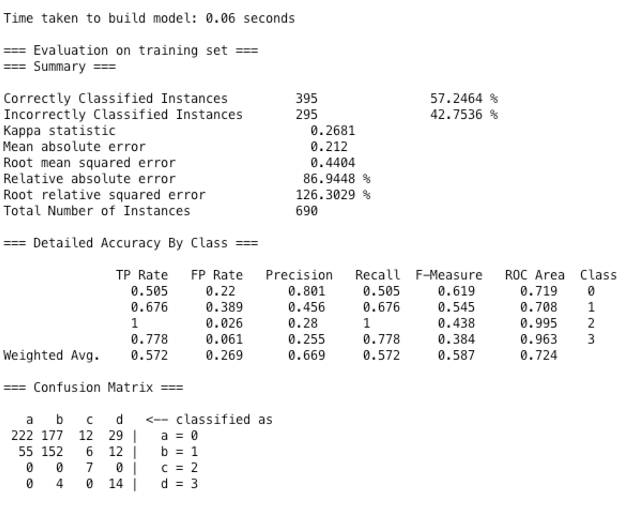 Time taken to build model: 0.06 seconds
=== Evaluation on training set ===
=== Summary ===
Correctly Classified Instances 395 57.2464 %
Incorrectly Classified Instances 295 42.7536 %
Kappa statistic 0.2681
Mean absolute error 0.212
Root mean squared error 0.4404
Relative absolute error 86.9448 %
Root relative squared error 126.3029 %
Total Number of Instances 690
=== Detailed Accuracy By Class ===
TP Rate FP Rate Precision Recall F-Measure ROC Area Class
0.505 0.22 0.801 0.505 0.619 0.719 0
0.676 0.389 0.456 0.676 0.545 0.708 1
1 0.026 0.28 1 0.438 0.995 2
0.778 0.061 0.255 0.778 0.384 0.963 3
Weighted Avg. 0.572 0.269 0.669 0.572 0.587 0.724
=== Confusion Matrix ===
a b c d <-- classified as
222 177 12 29 | a = 0
55 152 6 12 | b = 1
0 0 7 0 | c = 2
0 4 0 14 | d = 3